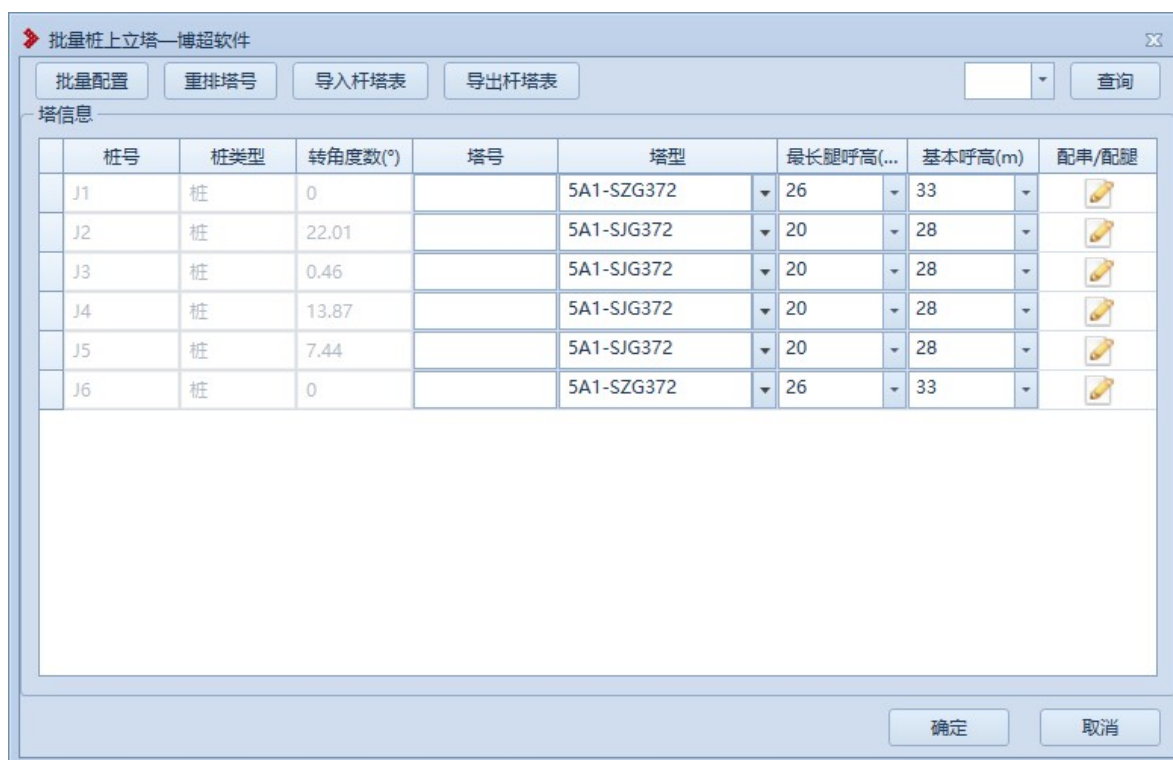 批量桩上立塔—博超软件
批量配置 重排塔号 导入杆塔表 导出杆塔表 查询
塔信息
桩号 桩类型 转角度数(°) 塔号 塔型 最长腿呼高(... 基本呼高(m) 配串/配腿
J1 桩 0 5A1-SZG372 26 33
J2 桩 22.01 5A1-SJG372 20 28
J3 桩 0.46 5A1-SJG372 20 28
J4 桩 13.87 5A1-SJG372 20 28
J5 桩 7.44 5A1-SJG372 20 28
J6 桩 0 5A1-SZG372 26 33
确定 取消